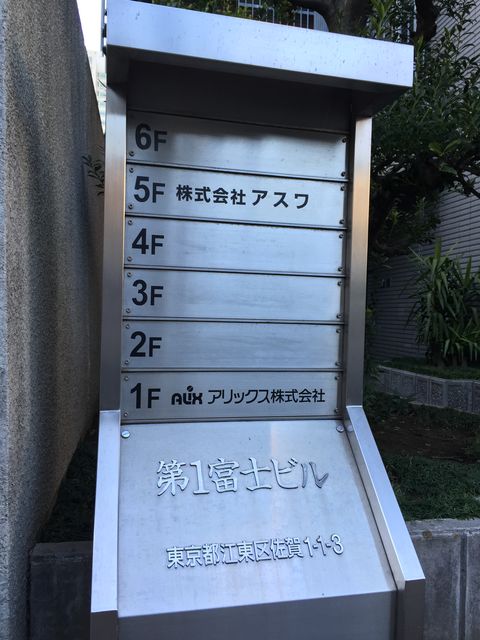 6F
5F 株式会社 アスワ
4F
3F
2F
1F ALiX アリックス株式会社
第1富士ビル
東京都江東区佐賀1-1-3